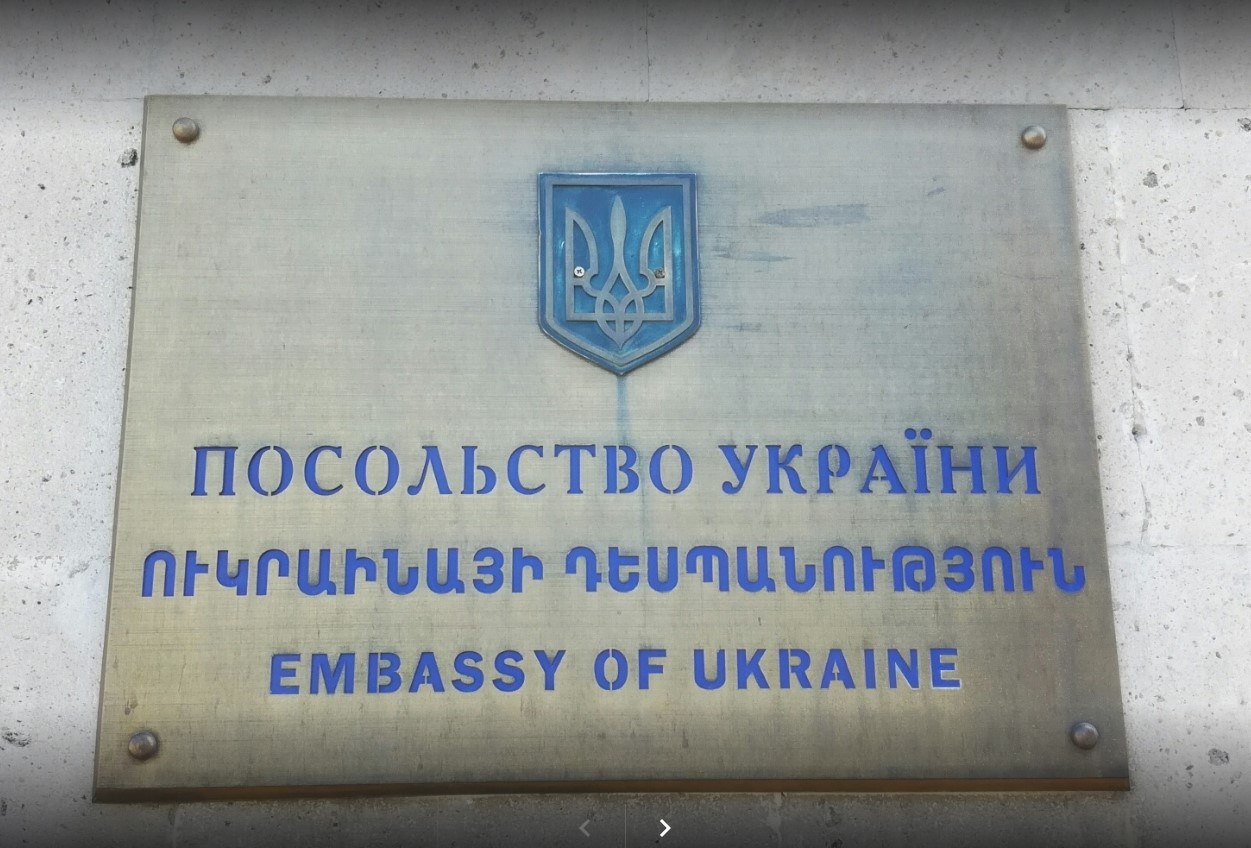 ПОСОЛЬСТВО УКРАЇНИ
ՈՒԿՐԱԻՆԱՅԻ ԴԵՍՊԱՆՈՒԹՅՈՒՆ
EMBASSY OF UKRAINE